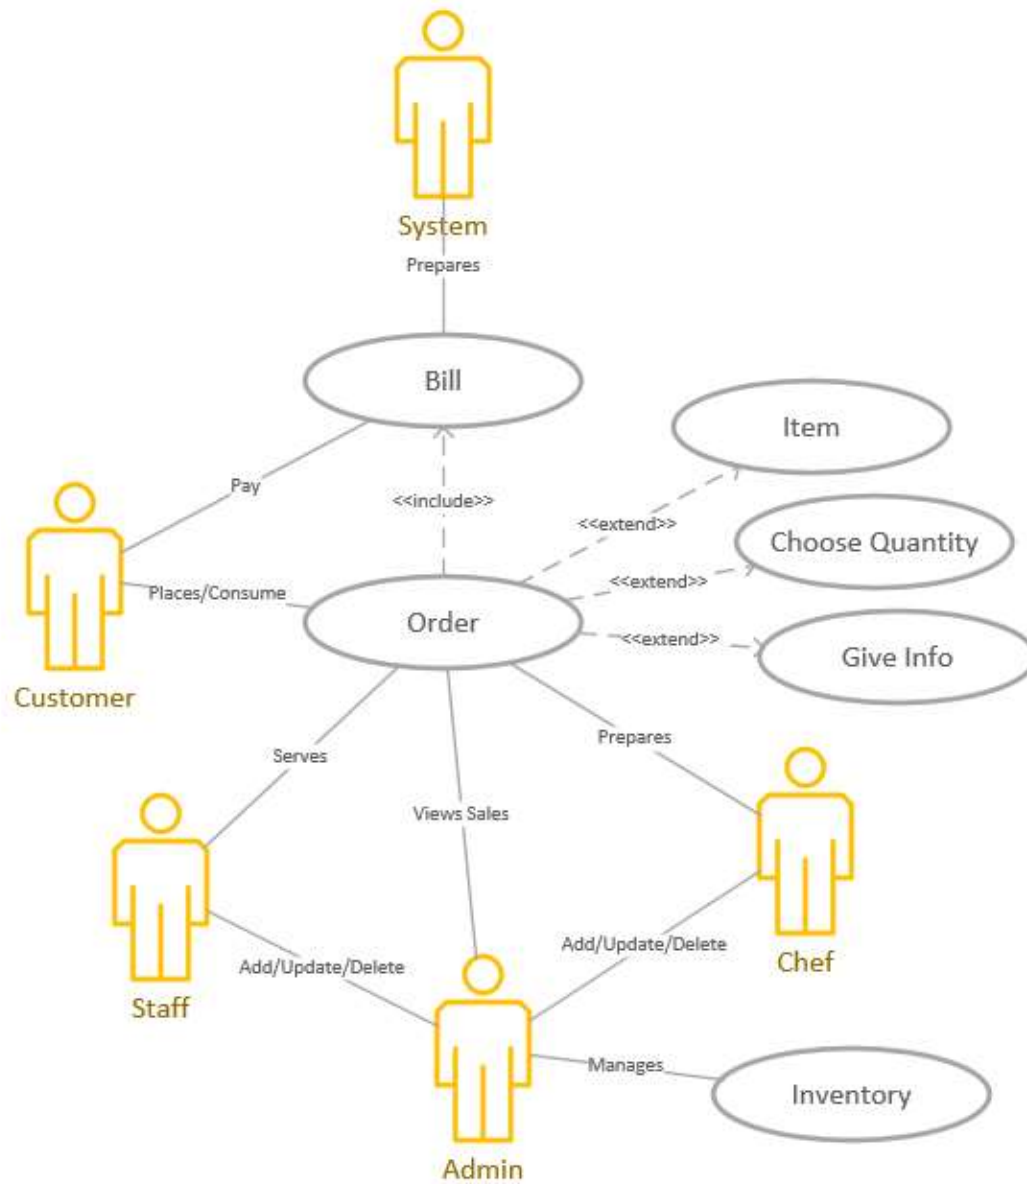 System
Prepares
Bill
Item
Pay
<<include>>
<<extend>>
Choose Quantity
<<extend>>
Places/Consume
Order
<<extend>>
Give Info
Customer
Prepares
Serves
Views Sales
Add/Update/Delete
Add/Update/Delete
Chef
Staff
Manages
Inventory
Admin